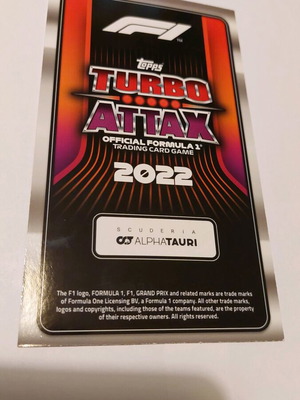 F1
TM
Topps
TURBO
ATTAX
OFFICIAL FORMULA 1®
TRADING CARD GAME
2022
SCUDERIA
ALPHATAURI
The F1 logo, FORMULA 1, F1, GRAND PRIX and related marks are trade marks
of Formula One Licensing BV, a Formula 1 company. All other trade marks,
logos and copyrights, including those of the teams featured, are the property
of their respective owners. All rights reserved.